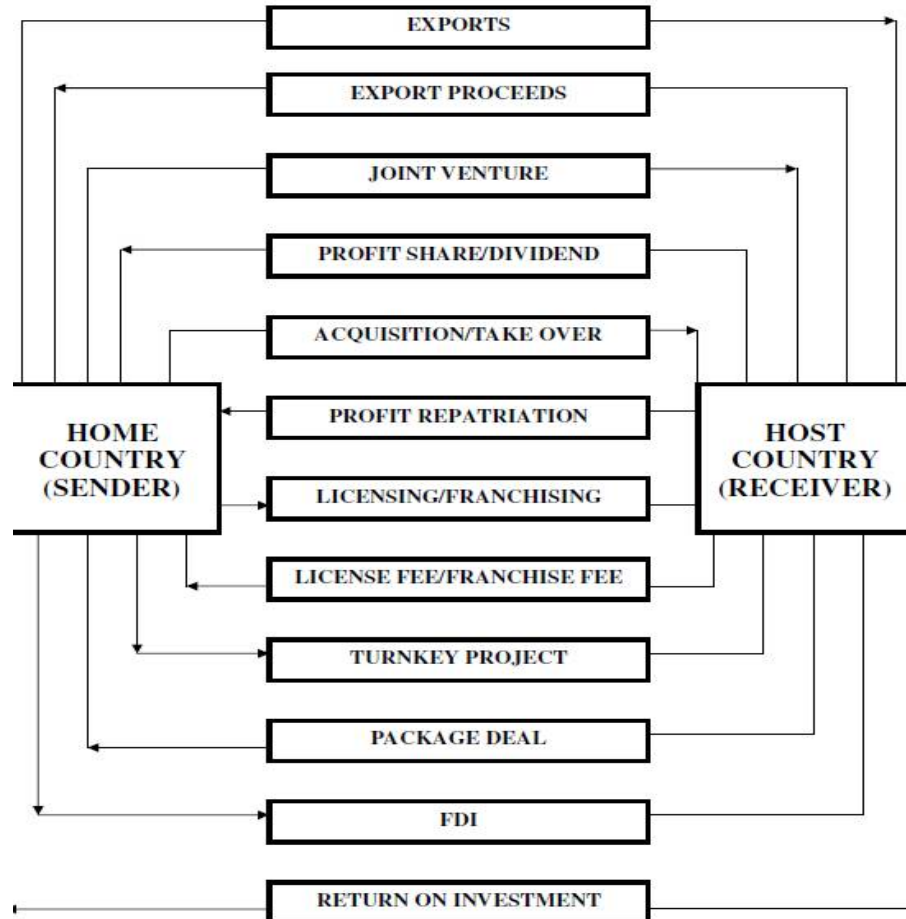 EXPORTS
EXPORT PROCEEDS
JOINT VENTURE
PROFIT SHARE/DIVIDEND
ACQUISITION/TAKE OVER
PROFIT REPATRIATION
HOME
COUNTRY
(SENDER)
HOST
COUNTRY
(RECEIVER)
LICENSING/FRANCHISING
LICENSE FEE/FRANCHISE FEE
TURNKEY PROJECT
PACKAGE DEAL
FDI
RETURN ON INVESTMENT